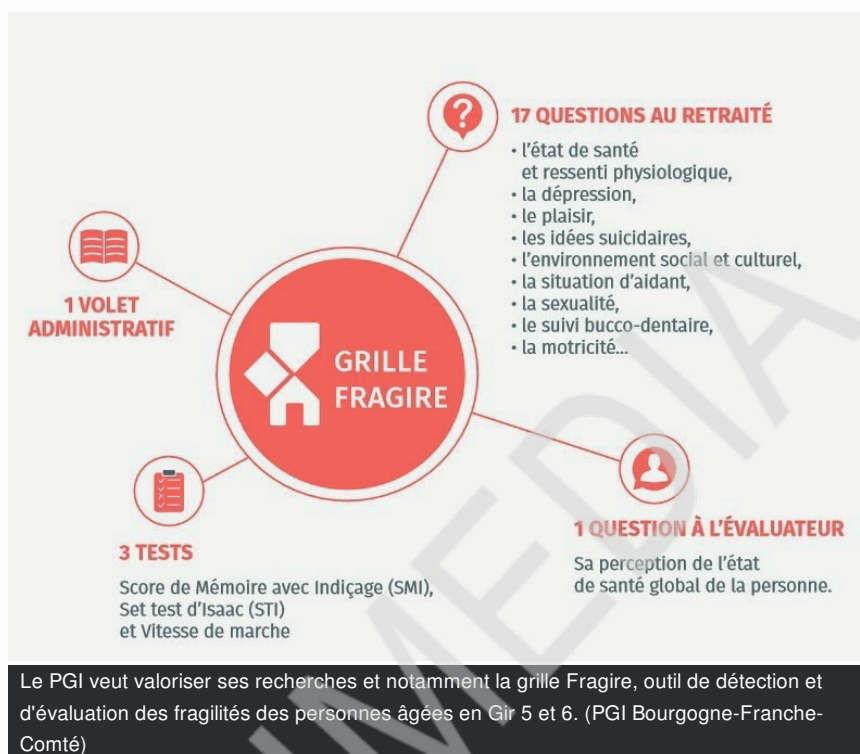 17 QUESTIONS AU RETRAITÉ
• l'état de santé
et ressenti physiologique,
• la dépression,
• le plaisir,
• les idées suicidaires,
• l'environnement social et culturel,
• la situation d'aidant,
• la sexualité,
• le suivi bucco-dentaire,
• la motricité...
1 VOLET
ADMINISTRATIF
GRILLE
FRAGIRE
3 TESTS
Score de Mémoire avec Indiçage (SMI),
Set test d'Isaac (STI)
et Vitesse de marche
1 QUESTION À L'ÉVALUATEUR
Sa perception de l'état
de santé global de la personne.
Le PGI veut valoriser ses recherches et notamment la grille Fragire, outil de détection et
d'évaluation des fragilités des personnes âgées en Gir 5 et 6. (PGI Bourgogne-Franche-
Comté)
IMEDIA